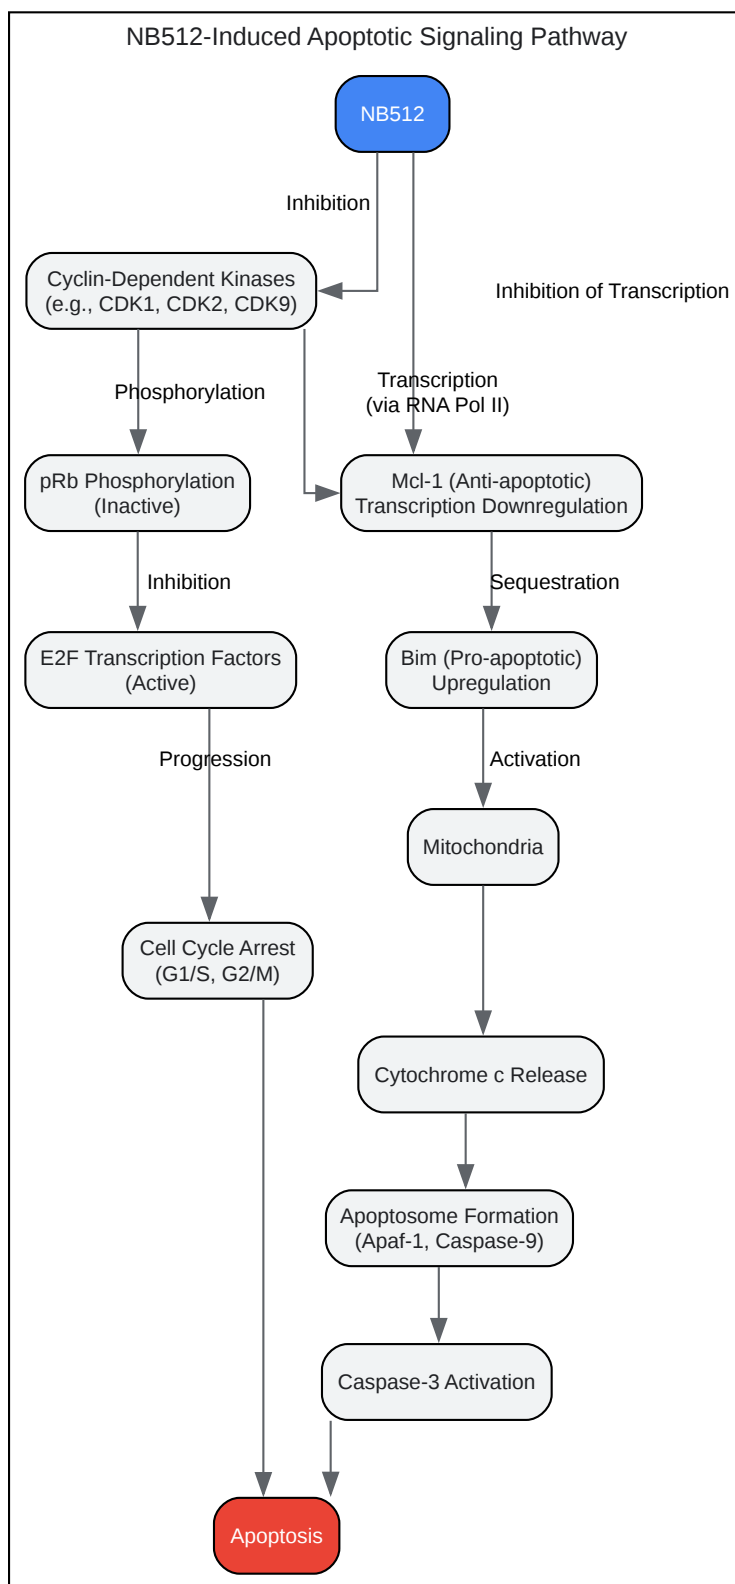 NB512-Induced Apoptotic Signaling Pathway
NB512
Inhibition
Cyclin-Dependent Kinases
(e.g., CDK1, CDK2, CDK9)
Inhibition of Transcription
Phosphorylation
Transcription
(via RNA Pol II)
pRb Phosphorylation
(Inactive)
Mcl-1 (Anti-apoptotic)
Transcription Downregulation
Inhibition
Sequestration
E2F Transcription Factors
(Active)
Bim (Pro-apoptotic)
Upregulation
Progression
Activation
Mitochondria
Cell Cycle Arrest
(G1/S, G2/M)
Cytochrome c Release
Apoptosome Formation
(Apaf-1, Caspase-9)
Caspase-3 Activation
Apoptosis